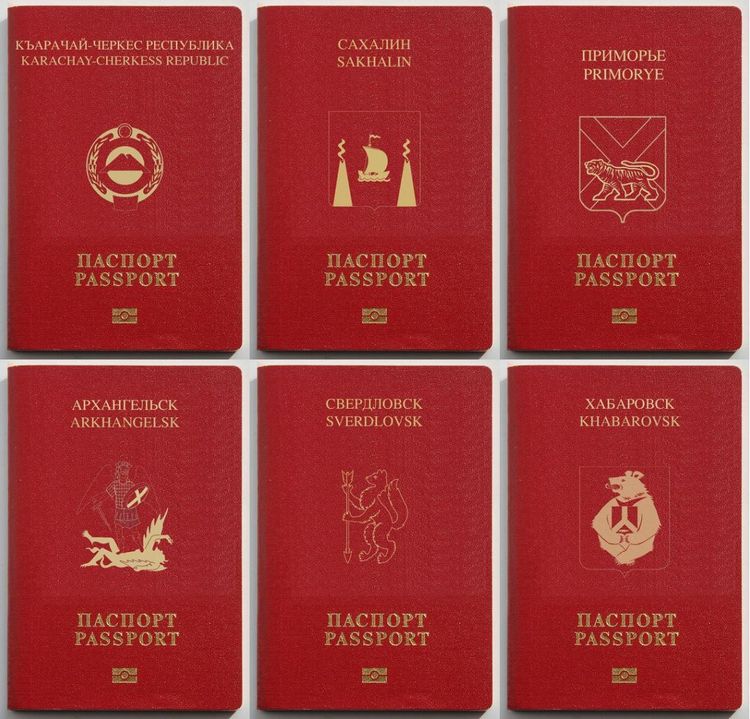 КЪАРАЧАЙ-ЧЕРКЕС РЕСПУБЛИКА
KARACHAY-CHERKESS REPUBLIC
ПАСПОРТ
PASSPORT
САХАЛИН
SAKHALIN
ПАСПОРТ
PASSPORT
ПРИМОРЬЕ
PRIMORYE
ПАСПОРТ
PASSPORT
АРХАНГЕЛЬСК
ARKHANGELSK
ПАСПОРТ
PASSPORT
СВЕРДЛОВСК
SVERDLOVSK
ПАСПОРТ
PASSPORT
ХАБАРОВСК
KHABAROVSK
ПАСПОРТ
PASSPORT